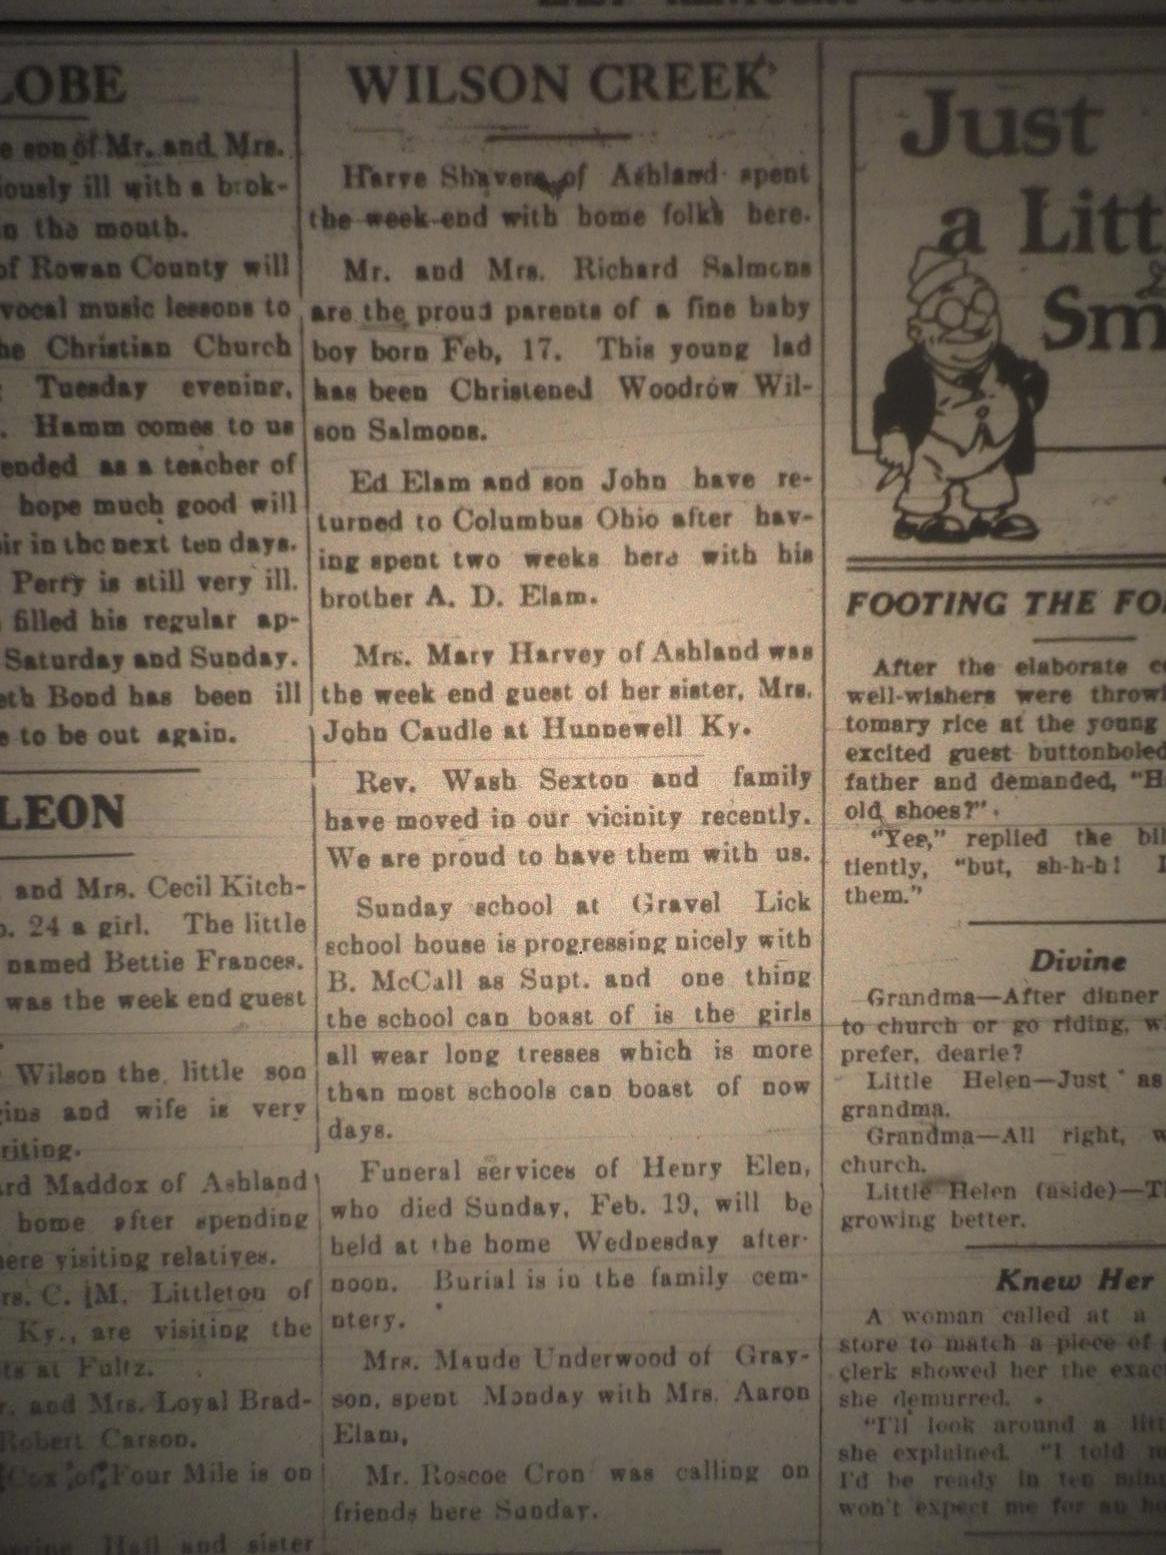 LOBE
son of Mr. and Mrs.
iously ill with a brok-
the mouth.
of Rowan County will
vocal music lessons to
he Christian Church
Tuesday evening,
Hamm comes to us
ended as a teacher of
hope much good will
ir in the next ten days.
Perry is still very ill.
filled his regular ap-
Saturday and Sunday.
eth Bond has been ill
to be out again.
LEON
and Mrs. Cecil Kitch-
24 a girl. The little
named Bettie Frances.
was the week end guest
Wilson the little son
gins and wife is very
riting.
rd Maddox of Ashland
home after spending
here visiting relatives.
rs. C. M. Littleton of
Ky., are visiting the
at Fultz.
and Mrs. Loyal Brad-
Robert Carson.
Cox of Four Mile is on
Hall and sister
WILSON CREEK
Harve Shavers of Ashland spent
the week-end with home folks here.
Mr. and Mrs. Richard Salmons
are the proud parents of a fine baby
boy born Feb, 17. This young lad
has been Christened Woodrow Wil-
son Salmons.
Ed Elam and son John have re-
turned to Columbus Ohio after hav-
ing spent two weeks here with his
brother A. D. Elam.
Mrs. Mary Harvey of Ashland was
the week end guest of her sister, Mrs.
John Caudle at Hunnewell Ky.
Rev. Wash Sexton and family
have moved in our vicinity recently.
We are proud to have them with us.
Sunday school at Gravel Lick
school house is progressing nicely with
B. McCall as Supt. and one thing
the school can boast of is the girls
all wear long tresses which is more
than most schools can boast of now
days.
Funeral services of Henry Elen,
who died Sunday, Feb. 19, will be
held at the home Wednesday after-
noon. Burial is in the family cem-
ntery.
Mrs. Maude Underwood of Gray-
son, spent Monday with Mrs. Aaron
Elam,
Mr. Roscoe Cron was calling on
friends here Sunday.
Just
a Litt
Sm
FOOTING THE FO
After the elaborate
well-wishers were throw
tomary rice at the young
excited guest buttonholed
father and demanded, "H
old shoes?"
"Yes," replied the bri
tiently, "but, sh-h-h! I
them."
Divine
Grandma—After dinner
to church or go riding, w
prefer, dearie?
Little Helen—Just as
grandma.
Grandma—All right, w
church.
Little Helen (aside)—T
growing better.
Knew Her
A woman called at a
store to match a piece of
clerk showed her the exac
she demurred.
"I'll look around a litt
she explained. "I told
I'd be ready in ten min
won't expect me for an h